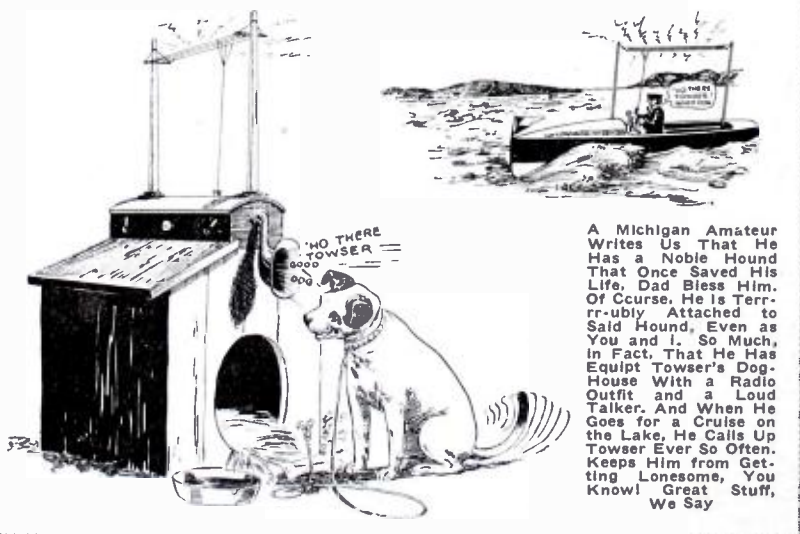 'HO THERE
TOWSER
GOOD
DOG
HO THERE
TOWSER!
A Michigan Amateur
Writes Us That He
Has a Noble Hound
That Once Saved His
Life, Dad Bless Him.
Of Ccurse, He Is Terr-
rr-ubly Attached to
Said Hound, Even as
You and I. So Much,
in Fact, That He Has
Equipt Towser's Dog-
House With a Radio
Outfit and a Loud
Talker. And When He
Goes for a Cruise on
the Lake, He Calls Up
Towser Ever So Often.
Keeps Him from Get-
ting Lonesome, You
Know! Great Stuff,
We Say